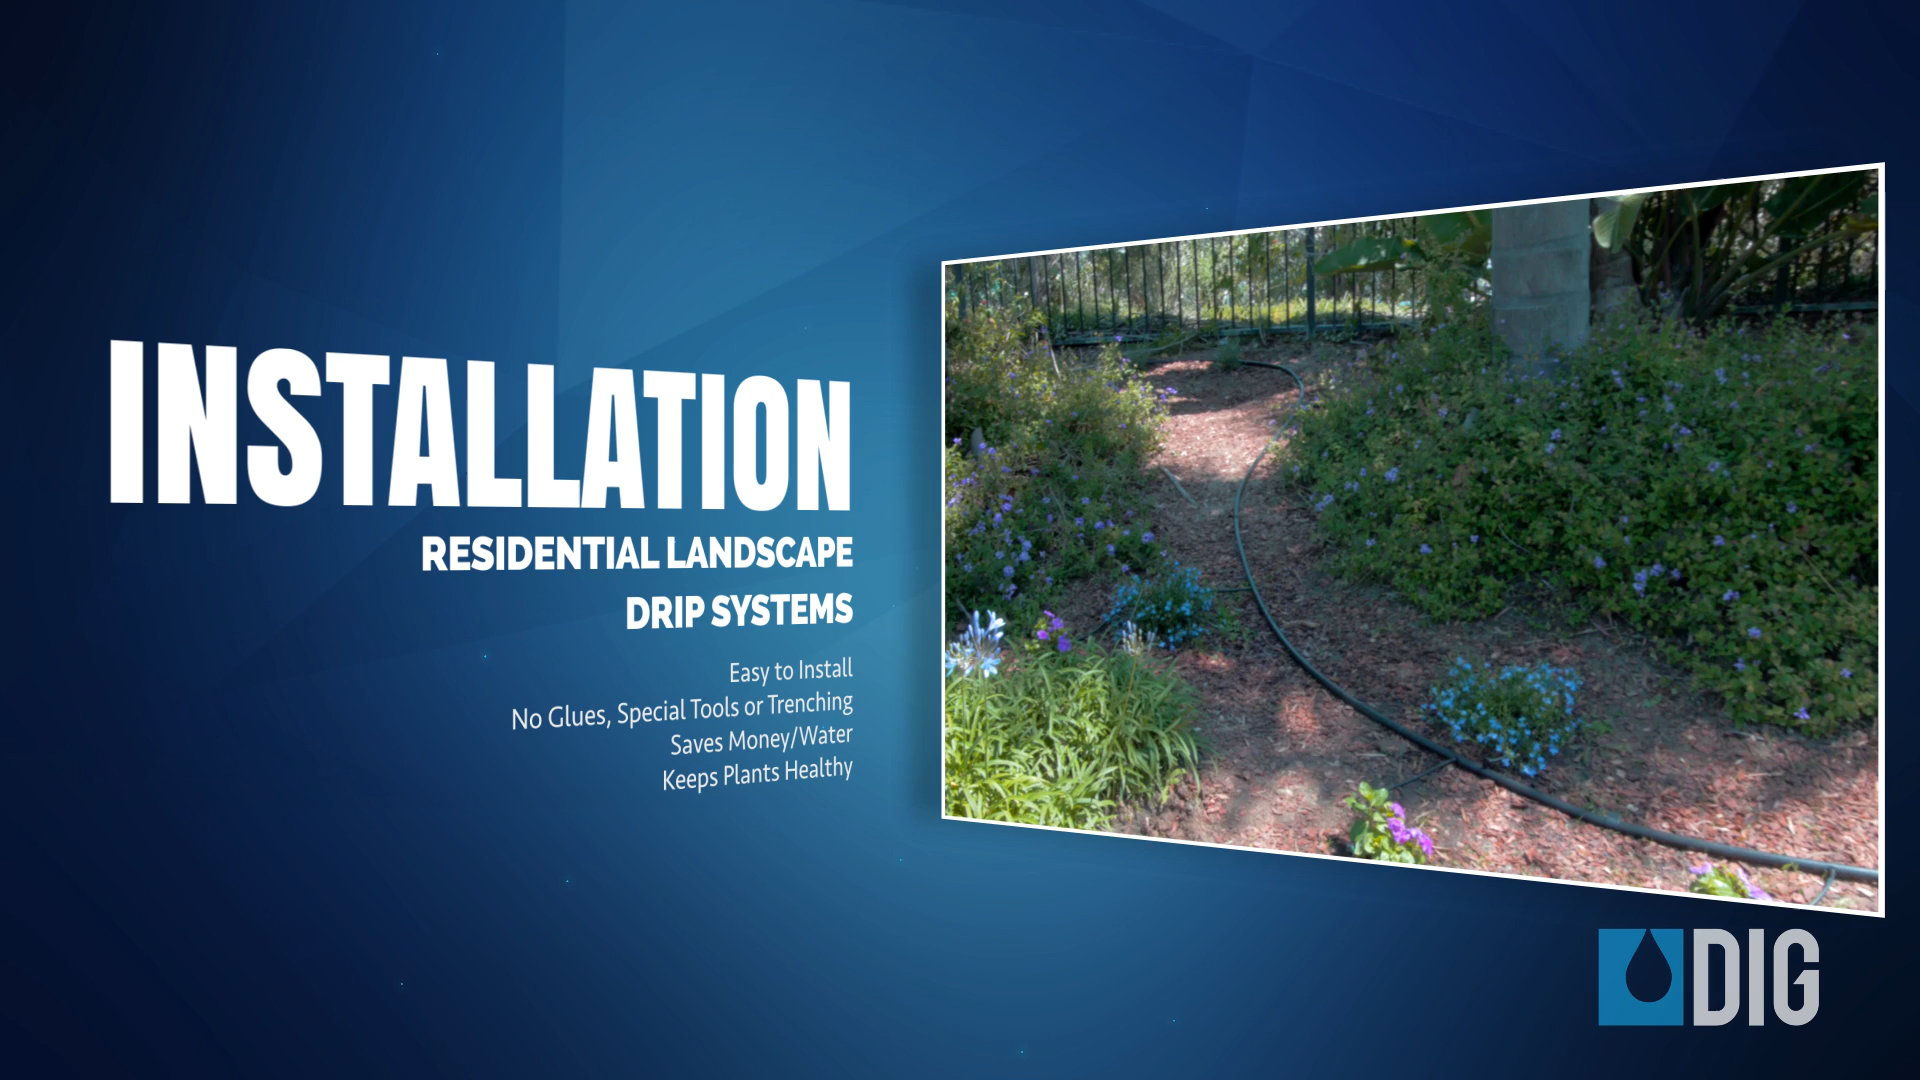 INSTALLATION
RESIDENTIAL LANDSCAPE
DRIP SYSTEMS
Easy to Install
No Glues, Special Tools or Trenching
Saves Money/Water
Keeps Plants Healthy
DIG